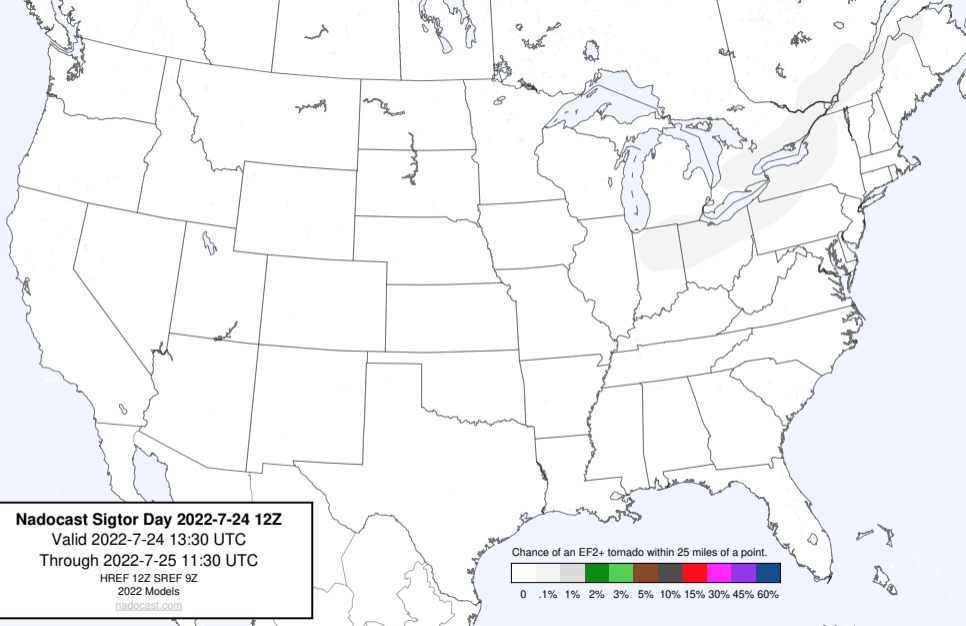 Nadocast Sigtor Day 2022-7-24 12Z
Valid 2022-7-24 13:30 UTC
Through 2022-7-25 11:30 UTC
HREF 12Z SREF 9Z
2022 Models
nadocast.com
Chance of an EF2+ tornado within 25 miles of a point.
0 .1% 1% 2% 3% 5% 10% 15% 30% 45% 60%